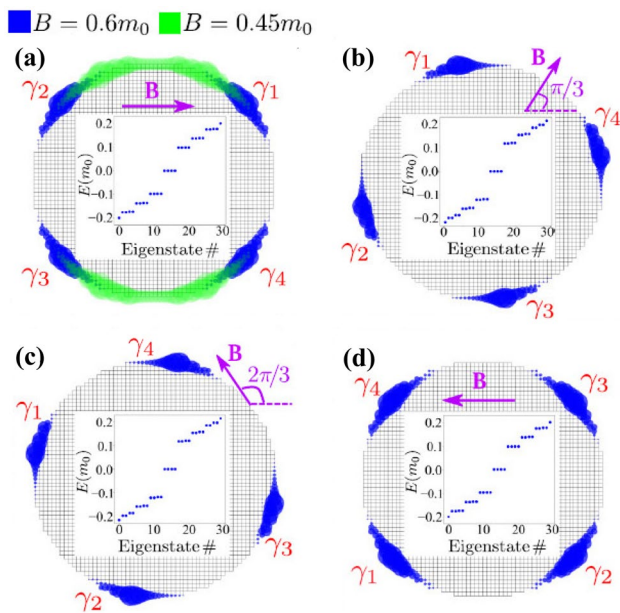 B = 0.6m₀ B = 0.45m₀
(a)
γ₂ B γ₁
0.2
0.1
0.0
−0.1
−0.2
E(m₀)
0 10 20 30
Eigenstate #
γ₃ γ₄
(b)
γ₁ B
π/3
γ₄
0.2
0.1
0.0
−0.1
−0.2
E(m₀)
0 10 20 30
Eigenstate #
γ₂
γ₃
(c)
γ₄ B
2π/3
γ₁
0.2
0.1
0.0
−0.1
−0.2
E(m₀)
0 10 20 30
Eigenstate #
γ₃
γ₂
(d)
γ₄ B γ₃
0.2
0.1
0.0
−0.1
−0.2
E(m₀)
0 10 20 30
Eigenstate #
γ₁ γ₂